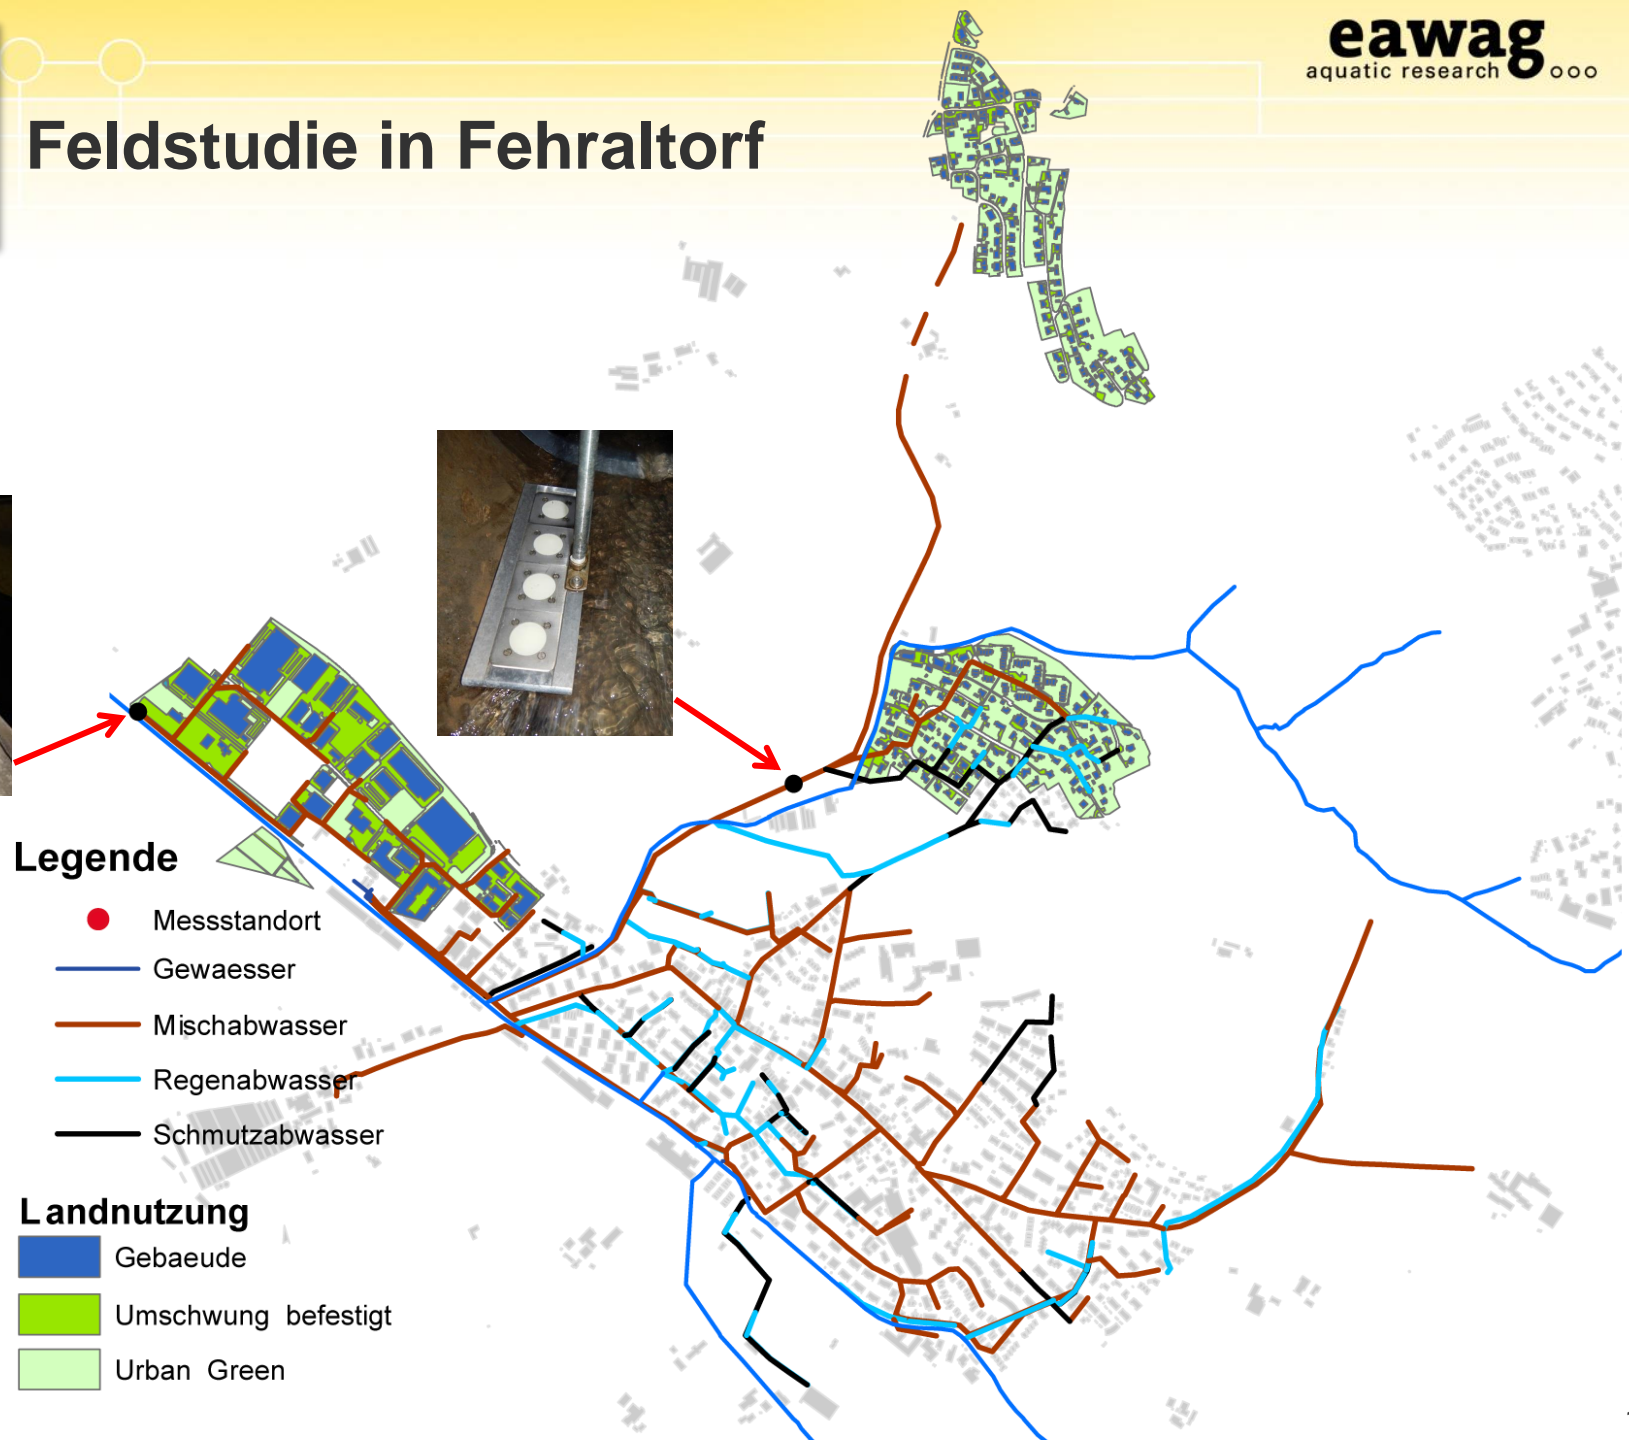 eawag
aquatic research
Feldstudie in Fehraltorf
Legende
Messstandort
Gewaesser
Mischabwasser
Regenabwasser
Schmutzabwasser
Landnutzung
Gebaeude
Umschwung befestigt
Urban Green